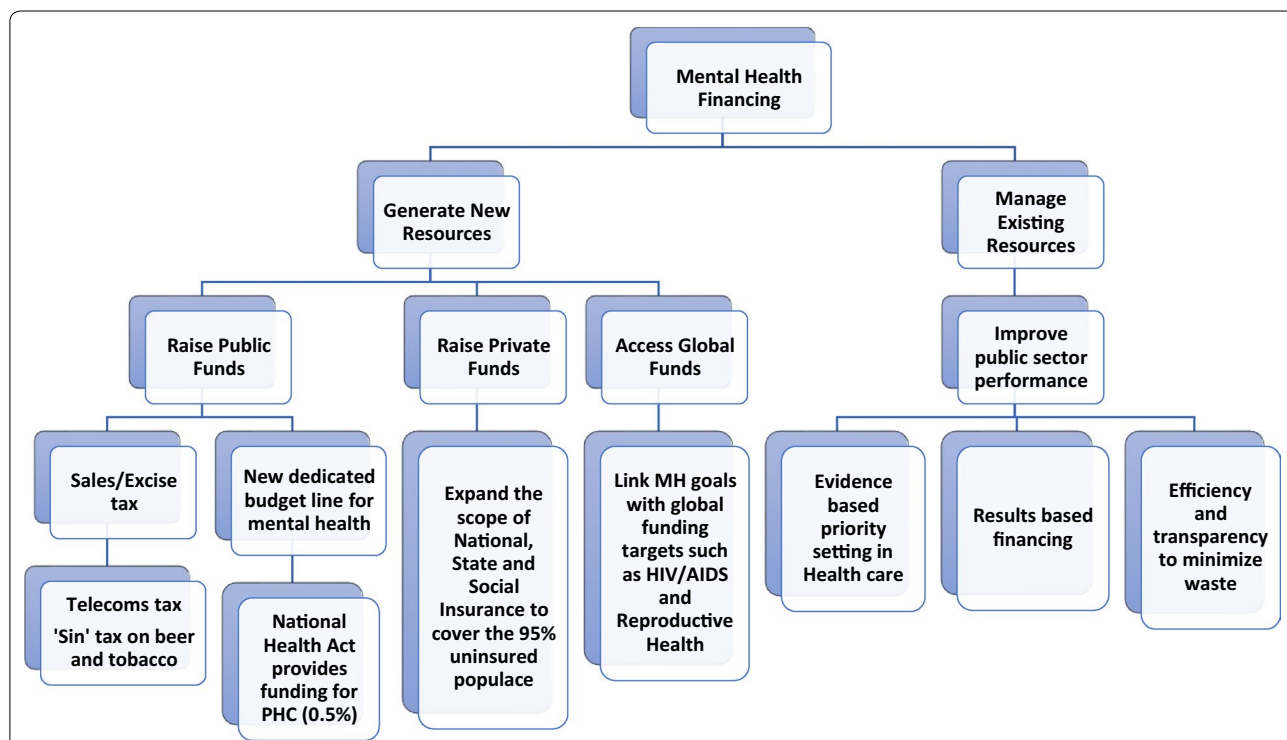 Mental Health
Financing
Generate New
Resources
Manage
Existing
Resources
Raise Public
Funds
Raise Private
Funds
Access Global
Funds
Improve
public sector
performance
Sales/Excise
tax
New dedicated
budget line for
mental health
Expand the
scope of
National,
State and
Social
Insurance to
cover the 95%
uninsured
populace
Link MH goals
with global
funding
targets such
as HIV/AIDS
and
Reproductive
Health
Evidence
based
priority
setting in
Health care
Results based
financing
Efficiency
and
transparency
to minimize
waste
Telecoms tax
'Sin' tax on beer
and tobacco
National
Health Act
provides
funding for
PHC (0.5%)